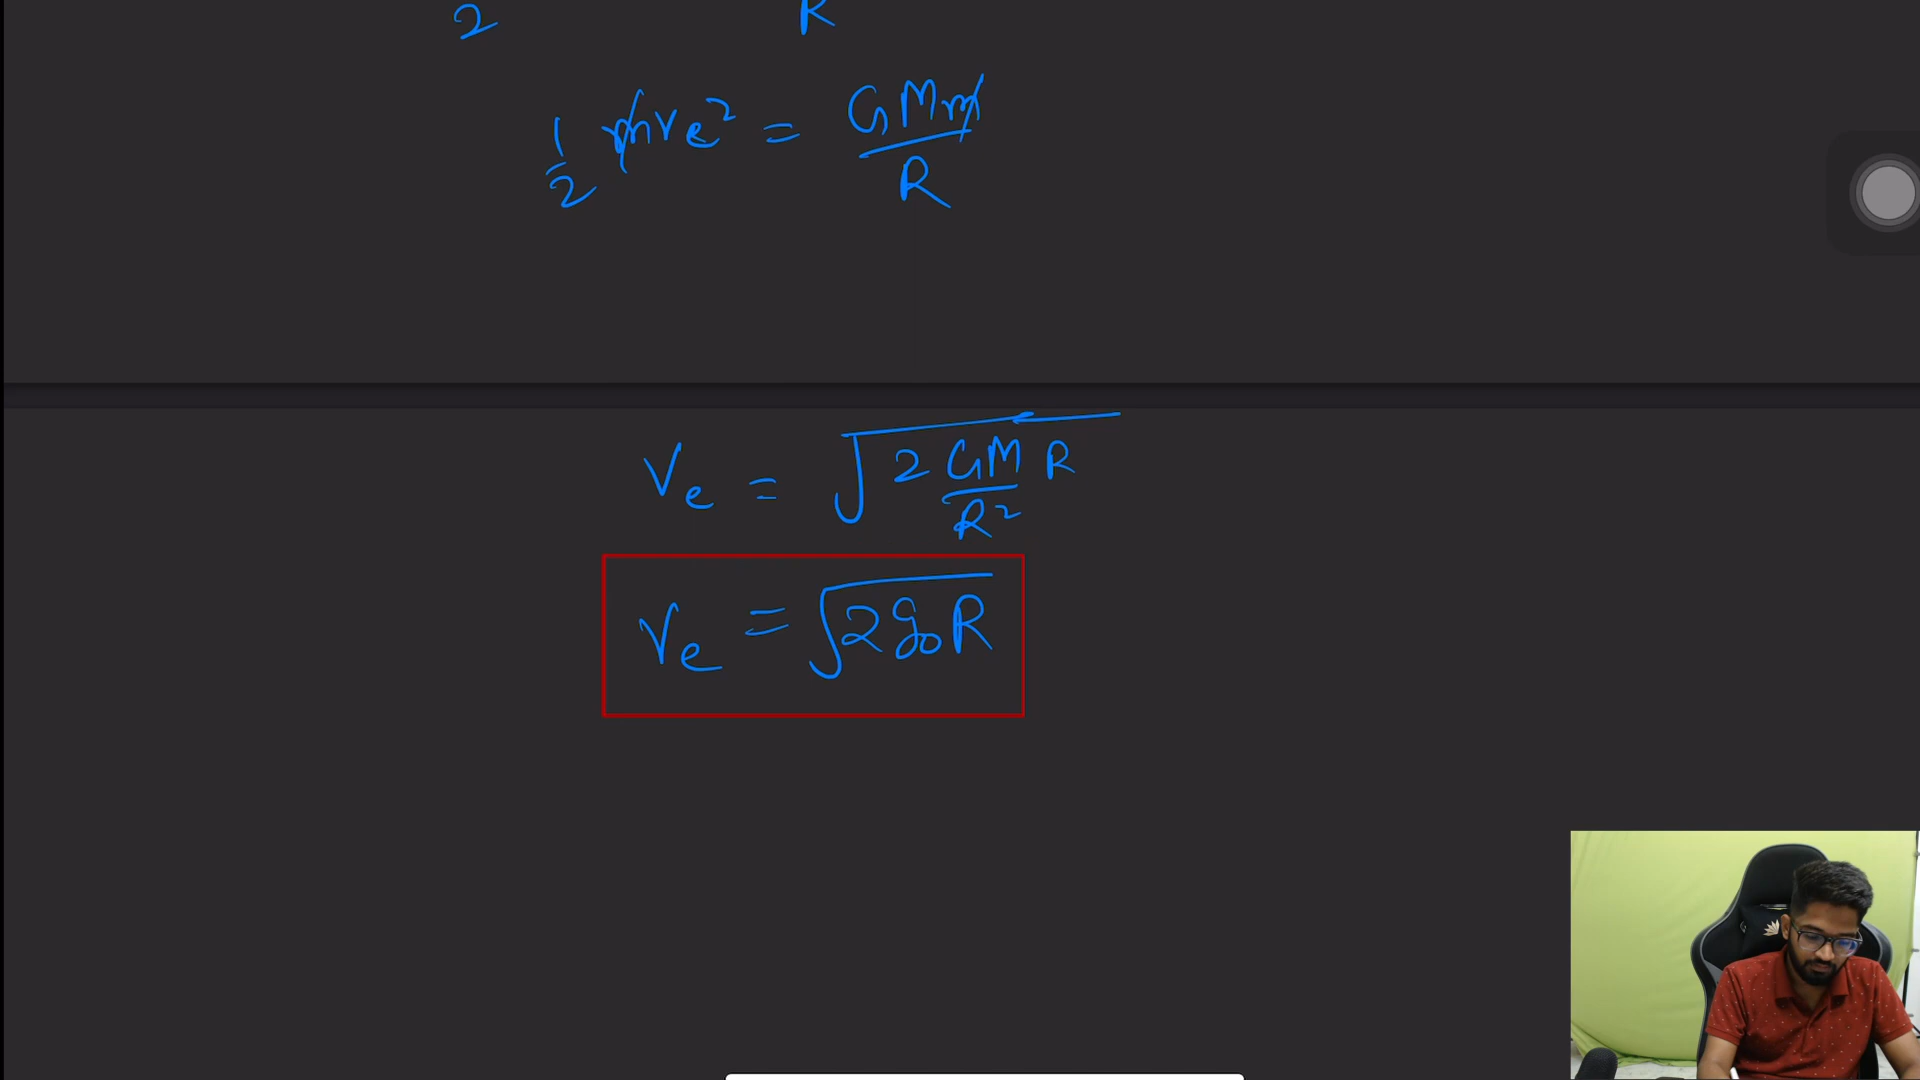 2 R
1/2 mve² = GMm/R
Ve = √(2 GM/R² R)
Ve = √(2g₀R)